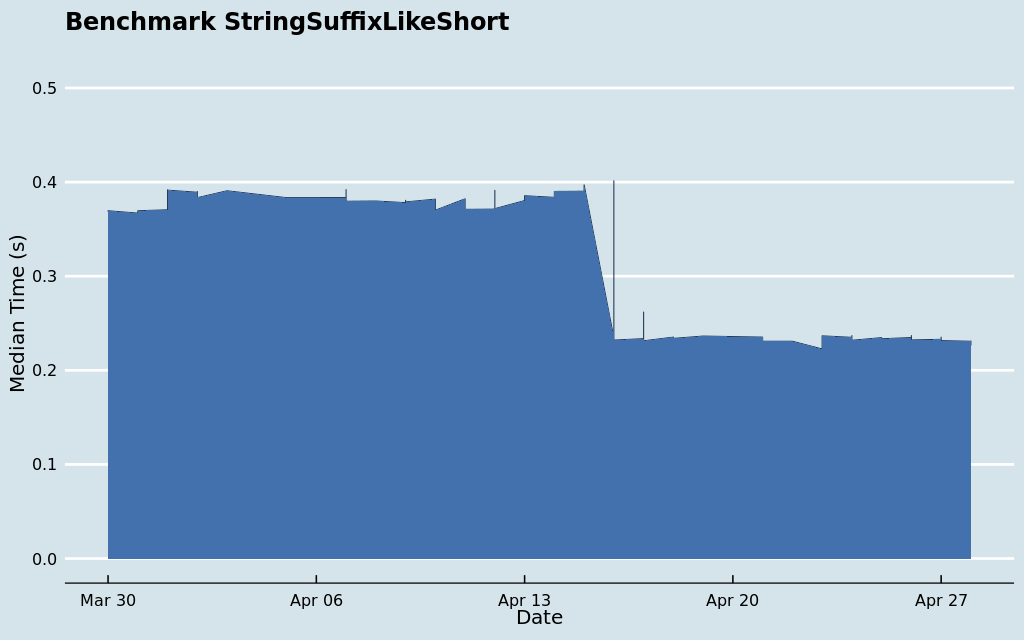 Benchmark StringSuffixLikeShort
0.5
0.4
0.3
0.2
0.1
0.0
Median Time (s)
Mar 30
Apr 06
Apr 13
Apr 20
Apr 27
Date